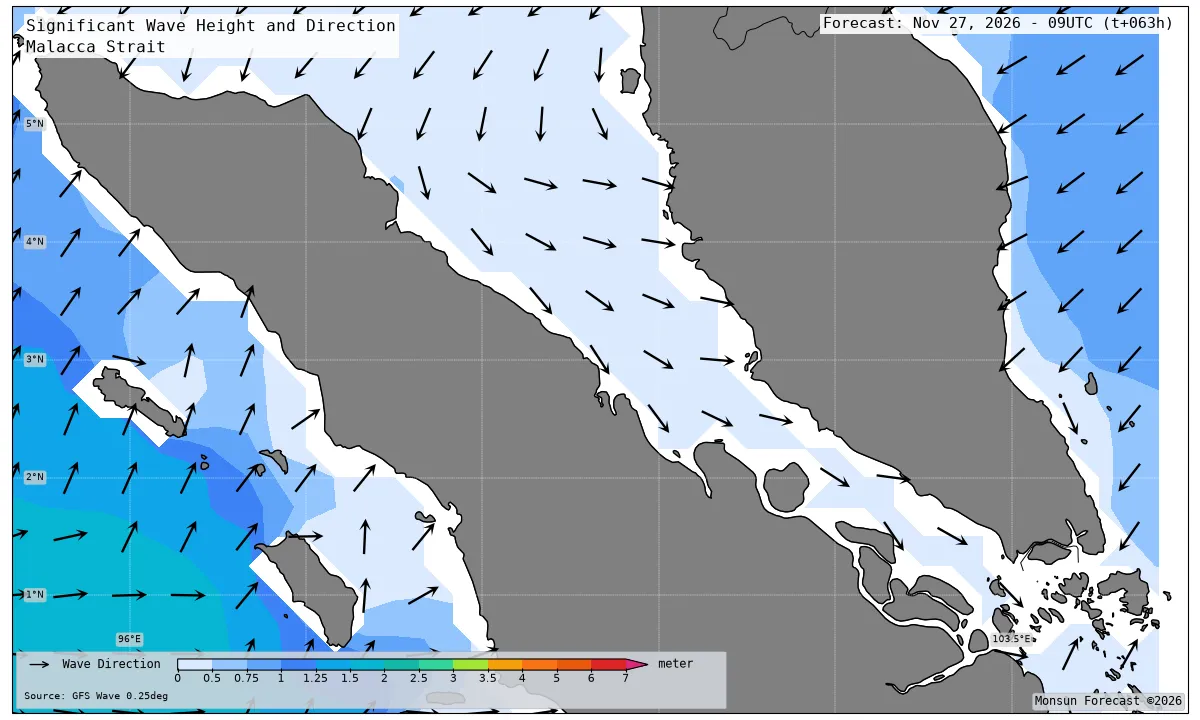 Significant Wave Height and Direction
Malacca Strait
Forecast: Nov 27, 2026 - 09UTC (t+063h)
5°N
4°N
3°N
2°N
1°N
96°E
103.5°E
Wave Direction
meter
0 0.5 0.75 1 1.25 1.5 2 2.5 3 3.5 4 5 6 7
Source: GFS Wave 0.25deg
Monsun Forecast ©2026